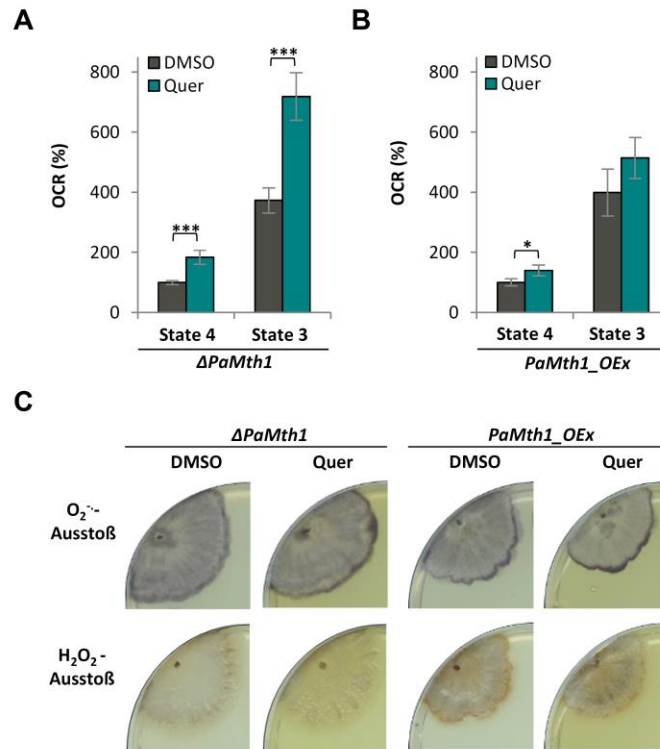 A
DMSO
Quer
***
***
OCR (%)
800
600
400
200
0
State 4 State 3
ΔPaMth1
B
DMSO
Quer
*
OCR (%)
800
600
400
200
0
State 4 State 3
PaMth1_OEx
C
ΔPaMth1 PaMth1_OEx
DMSO Quer DMSO Quer
O₂˙⁻-
Ausstoß
H₂O₂-
Ausstoß